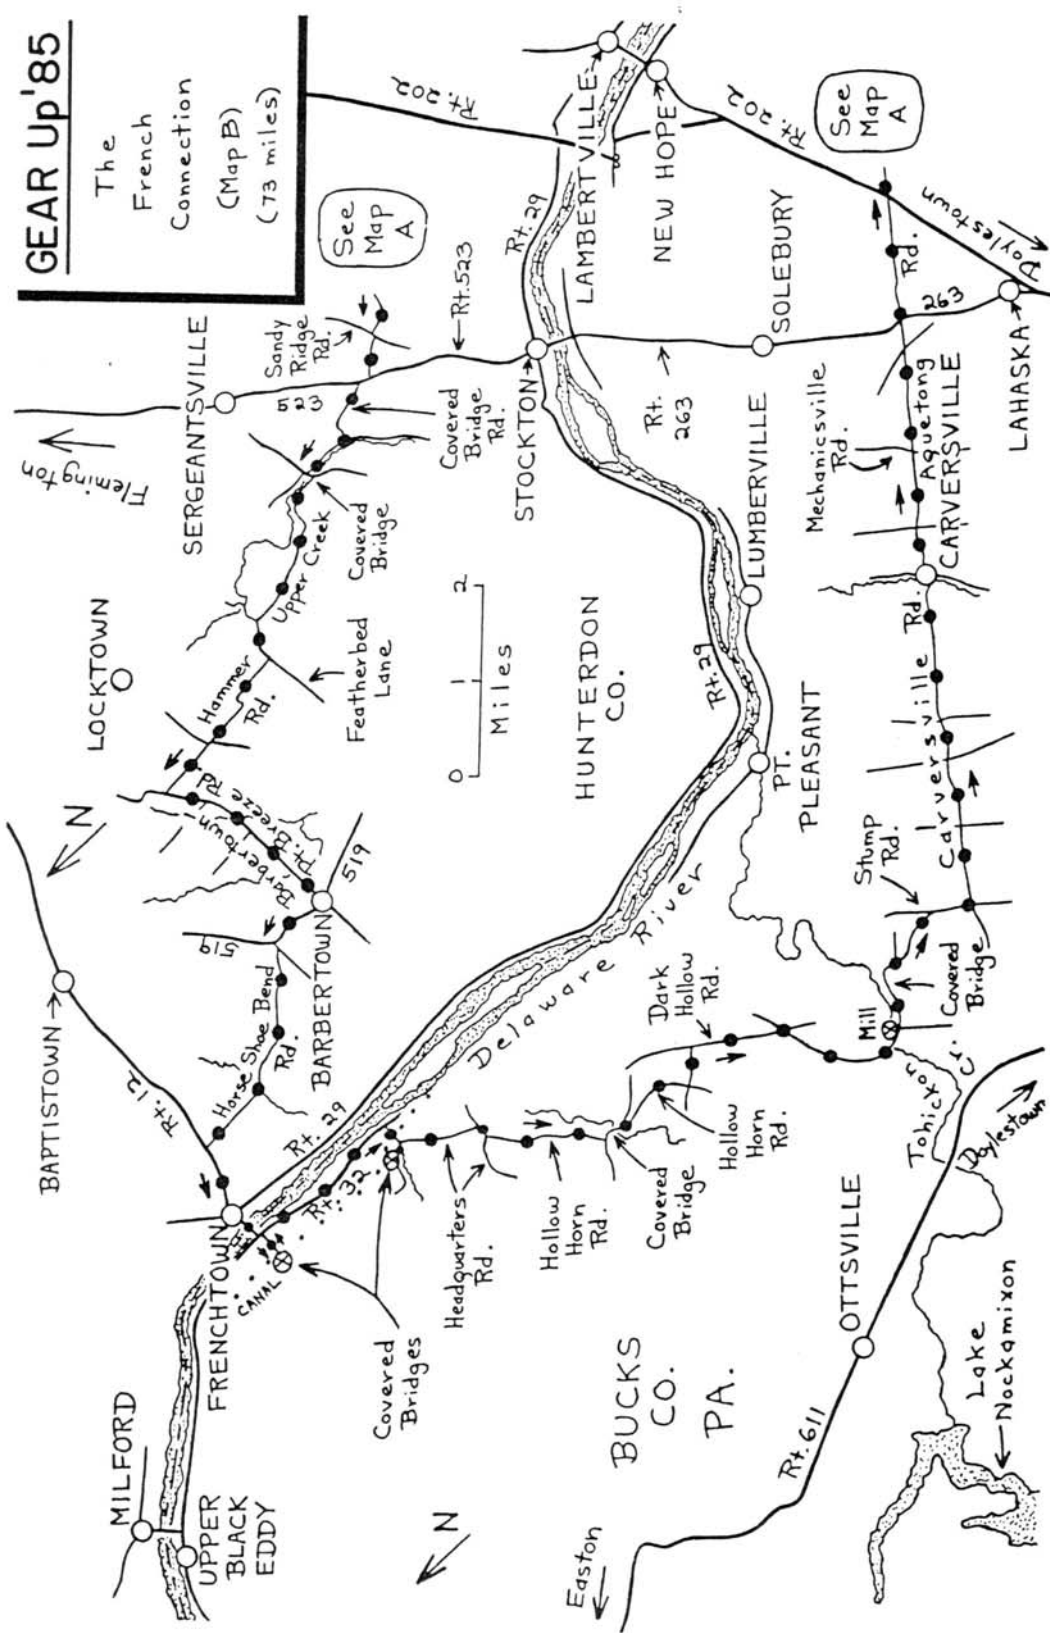 GEAR Up '85
The
French
Connection
(Map B)
(73 miles)
MILFORD
UPPER
BLACK
EDDY
FRENCHTOWN
CANAL
Covered
Bridges
BAPTISTOWN
Rt. 12
Horse Shoe Bend
Rd.
BARBERTOWN
519
519
Barbertown
Pt. Breeze Rd
N
LOCKTOWN
Hammer
Rd.
Featherbed
Lane
Upper Creek
Covered
Bridge
Covered
Bridge
Rd.
SERGEANTSVILLE
Flemington
523
Sandy
Ridge
Rd.
See
Map
A
Rt. 523
Rt. 202
Rt. 29
Rt. 32
Headquarters
Rd.
Hollow
Horn
Rd.
Covered
Bridge
Hollow
Horn
Rd.
Dark
Hollow
Rd.
Delaware River
0 1 2
Miles
HUNTERDON
CO.
Rt. 29
STOCKTON
Rt. 29
LAMBERTVILLE
NEW HOPE
Rt.
263
SOLEBURY
LUMBERVILLE
PT.
PLEASANT
Rt. 202
See
Map
A
N
BUCKS
CO.
PA.
Easton
Rt. 611
OTTSVILLE
Tohicton
Cr.
Doylestown
Lake
Nockamixon
Mill
Covered
Bridge
Stump
Rd.
Carversville Rd.
CARVERSVILLE
Mechanicsville
Rd.
Aquetong Rd.
263
LAHASKA
Doylestown